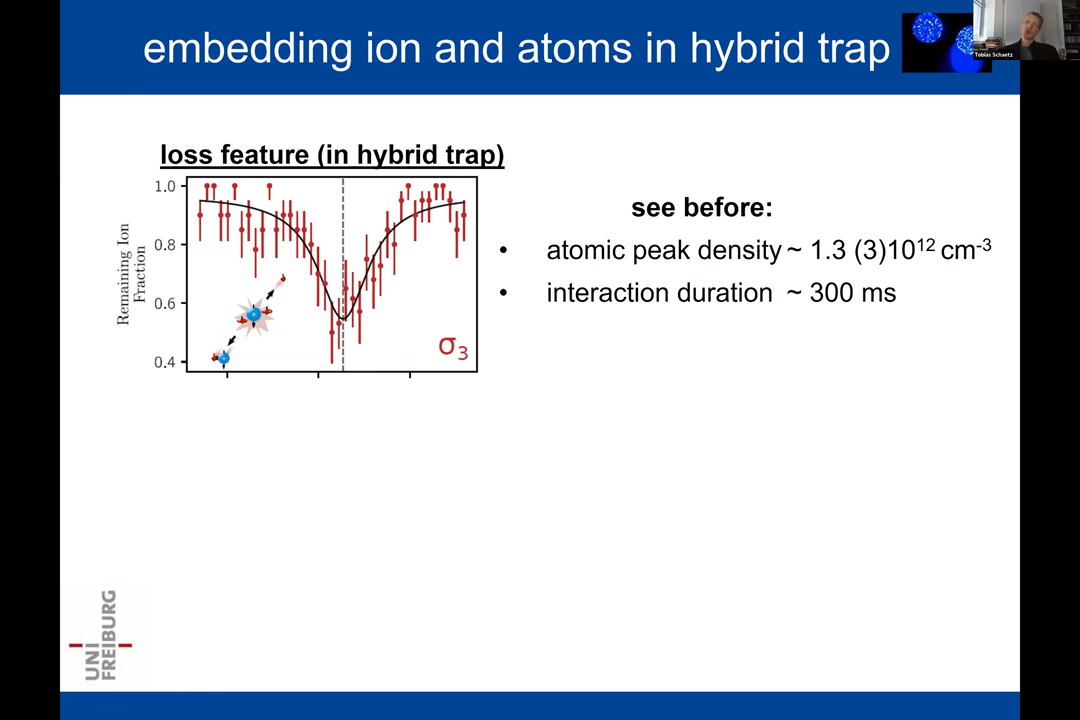 embedding ion and atoms in hybrid trap
Tobias Schaetz
loss feature (in hybrid trap)
1.0
0.8
0.6
0.4
Remaining Ion
Fraction
σ3
see before:
• atomic peak density ~ 1.3 (3)10¹² cm⁻³
• interaction duration ~ 300 ms
UNI
FREIBURG